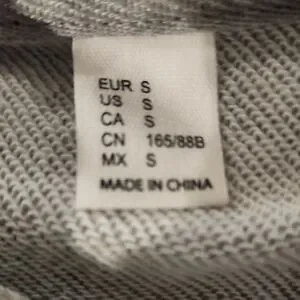 EUR S
US S
CA S
CN 165/88B
MX S
MADE IN CHINA